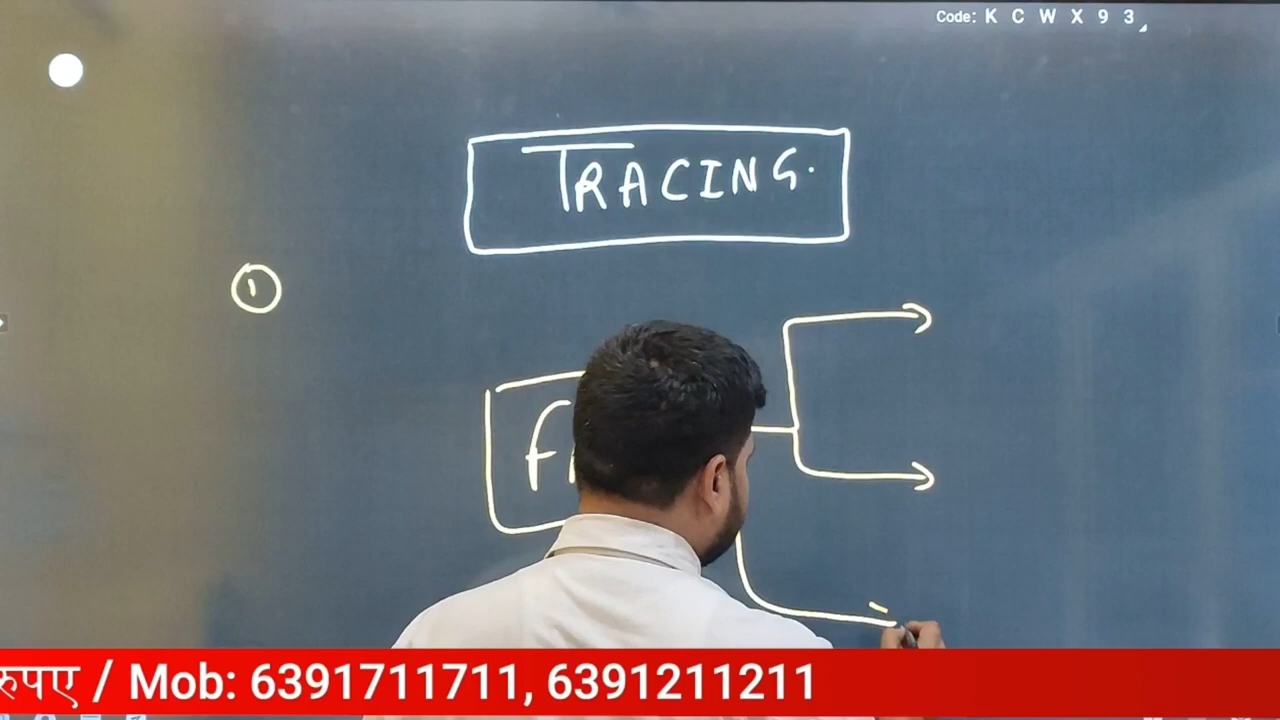 Code: K C W X 9 3
TRACING.
1
रुपए / Mob: 6391711711, 6391211211